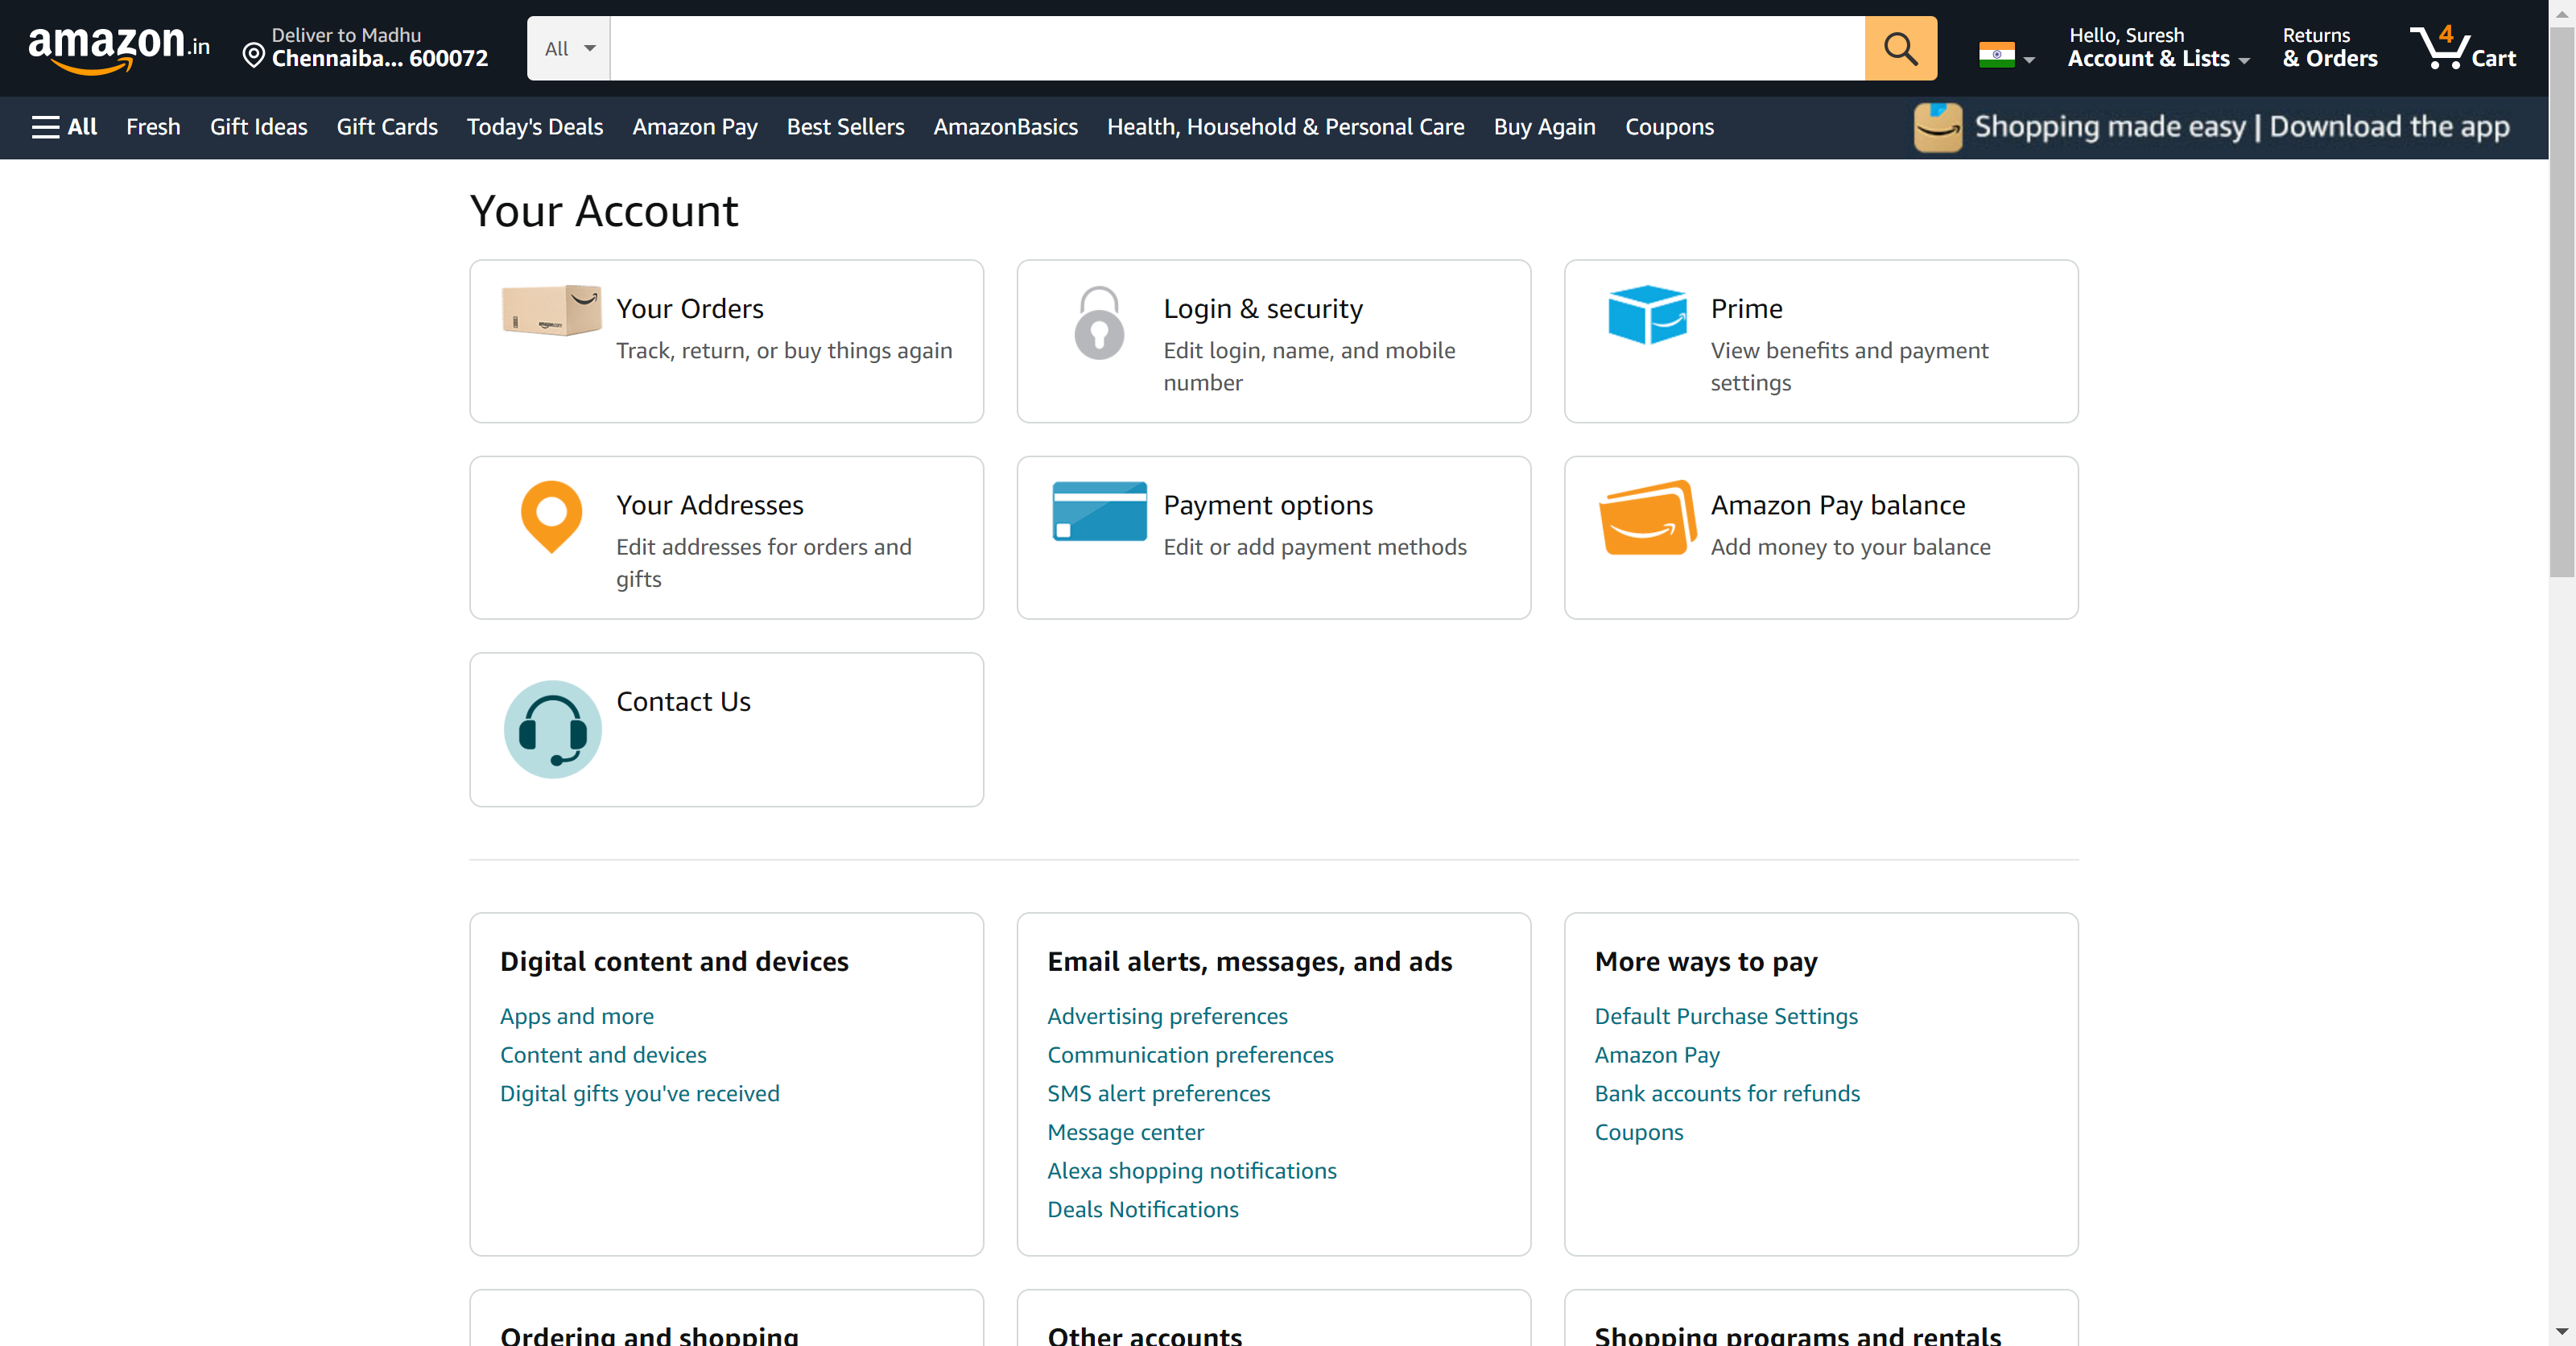 amazon.in
Deliver to Madhu
Chennaiba... 600072
All
Hello, Suresh
Account & Lists
Returns
& Orders
4
Cart
All
Fresh
Gift Ideas
Gift Cards
Today's Deals
Amazon Pay
Best Sellers
AmazonBasics
Health, Household & Personal Care
Buy Again
Coupons
Shopping made easy | Download the app
Your Account
Your Orders
Track, return, or buy things again
Login & security
Edit login, name, and mobile
number
Prime
View benefits and payment
settings
Your Addresses
Edit addresses for orders and
gifts
Payment options
Edit or add payment methods
Amazon Pay balance
Add money to your balance
Contact Us
Digital content and devices
Apps and more
Content and devices
Digital gifts you've received
Email alerts, messages, and ads
Advertising preferences
Communication preferences
SMS alert preferences
Message center
Alexa shopping notifications
Deals Notifications
More ways to pay
Default Purchase Settings
Amazon Pay
Bank accounts for refunds
Coupons
Ordering and shopping
Other accounts
Shopping programs and rentals